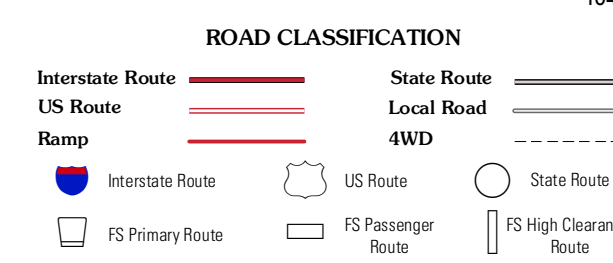 ROAD CLASSIFICATION
Interstate Route State Route
US Route Local Road
Ramp 4WD
Interstate Route US Route State Route
FS Primary Route FS Passenger Route FS High Clearan Route